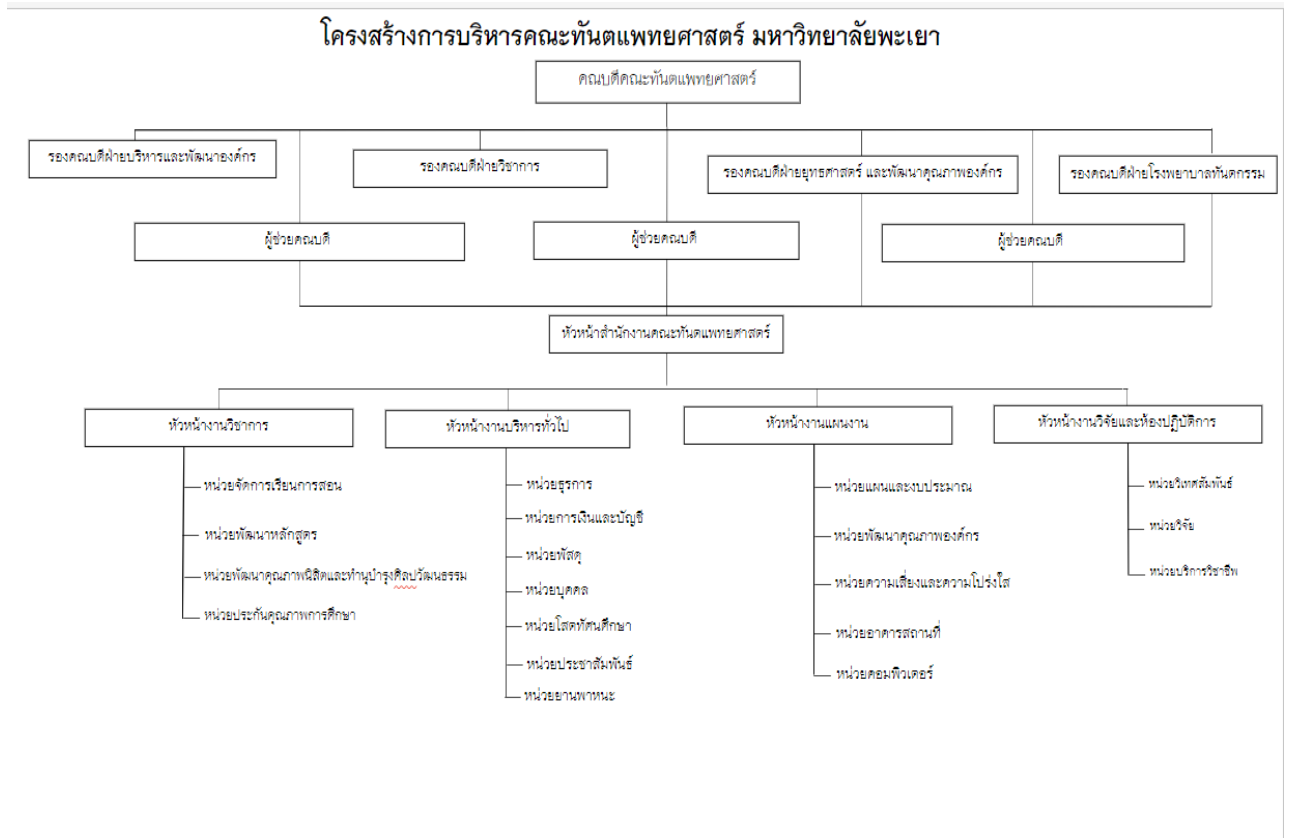 โครงสร้างการบริหารคณะทันตแพทยศาสตร์ มหาวิทยาลัยพะเยา
คณบดีคณะทันตแพทยศาสตร์
รองคณบดีฝ่ายบริหารและพัฒนาองค์กร
รองคณบดีฝ่ายวิชาการ
รองคณบดีฝ่ายยุทธศาสตร์ และพัฒนาคุณภาพองค์กร
รองคณบดีฝ่ายโรงพยาบาลทันตกรรม
ผู้ช่วยคณบดี
ผู้ช่วยคณบดี
ผู้ช่วยคณบดี
หัวหน้าสำนักงานคณะทันตแพทยศาสตร์
หัวหน้างานวิชาการ
หน่วยจัดการเรียนการสอน
หน่วยพัฒนาหลักสูตร
หน่วยพัฒนาคุณภาพนิสิตและทำนุบำรุงศิลปวัฒนธรรม
หน่วยประกันคุณภาพการศึกษา
หัวหน้างานบริหารทั่วไป
หน่วยธุรการ
หน่วยการเงินและบัญชี
หน่วยพัสดุ
หน่วยบุคคล
หน่วยโสตทัศนศึกษา
หน่วยประชาสัมพันธ์
หน่วยยานพาหนะ
หัวหน้างานแผนงาน
หน่วยแผนและงบประมาณ
หน่วยพัฒนาคุณภาพองค์กร
หน่วยความเสี่ยงและความโปร่งใส
หน่วยอาคารสถานที่
หน่วยคอมพิวเตอร์
หัวหน้างานวิจัยและห้องปฏิบัติการ
หน่วยวิเทศสัมพันธ์
หน่วยวิจัย
หน่วยบริการวิชาชีพ